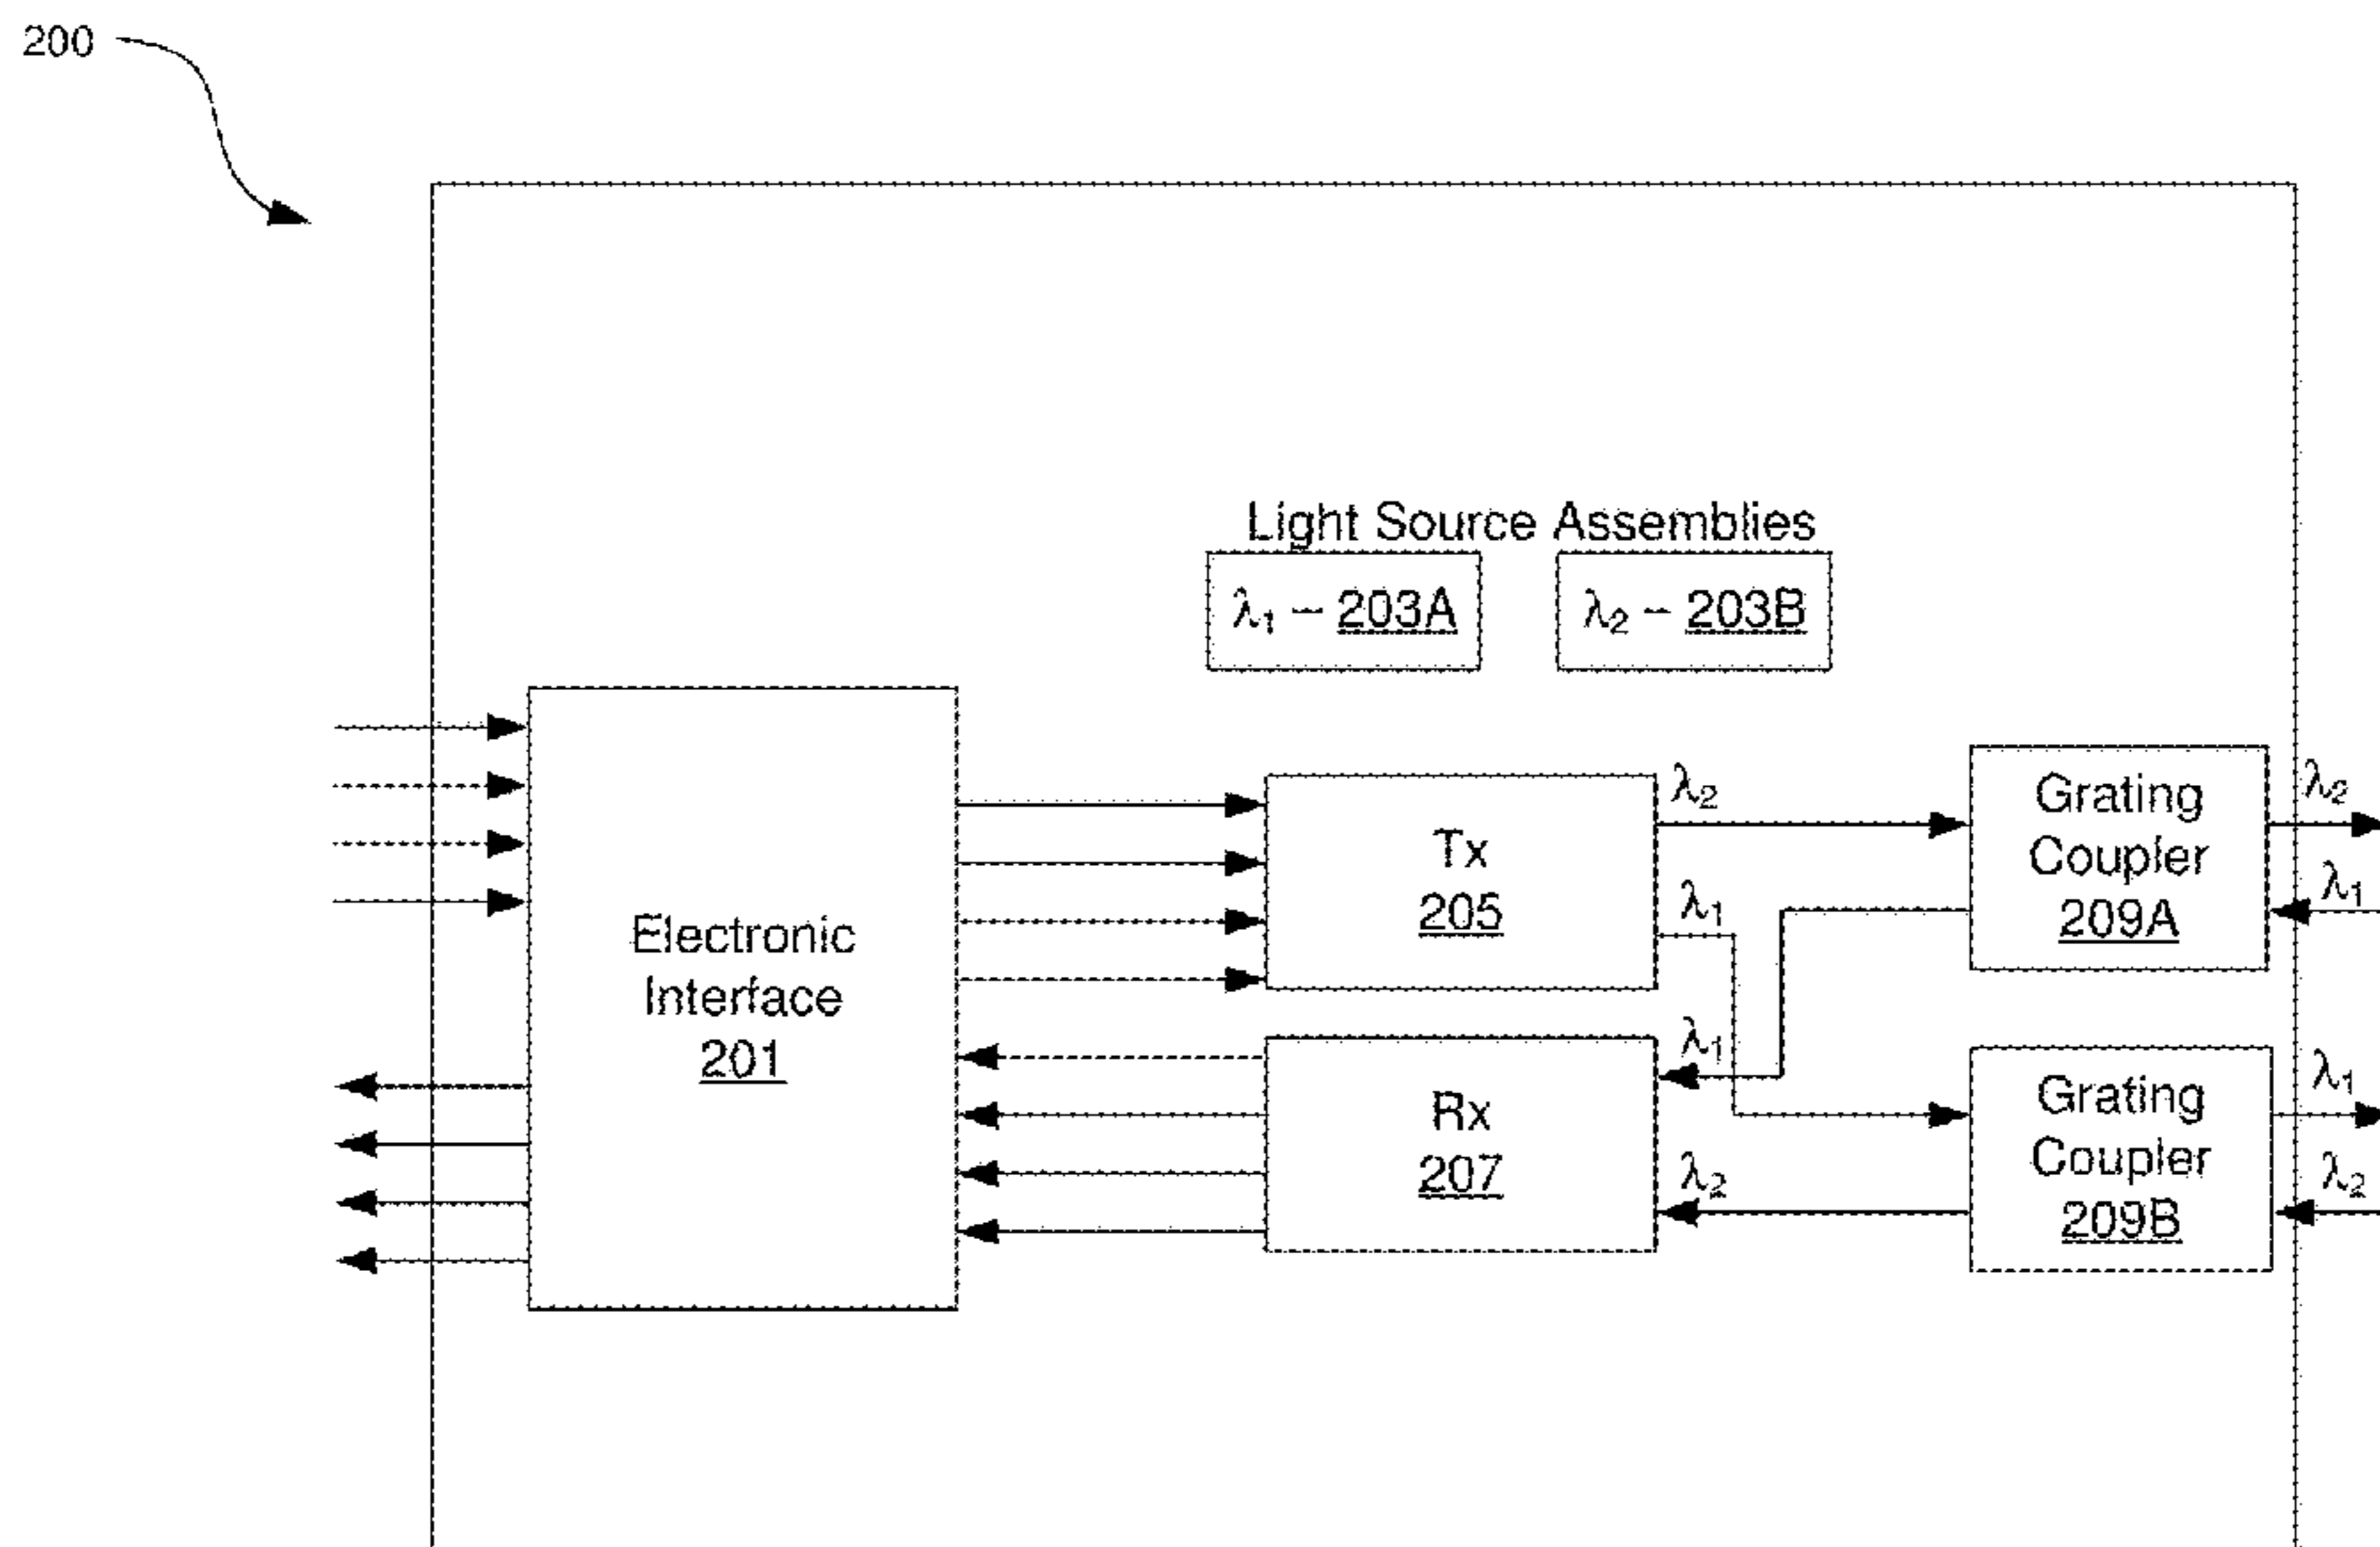 200
Light Source Assemblies
λ₁ – 203A
λ₂ – 203B
Electronic
Interface
201
Tx
205
λ₂
λ₁
Grating
Coupler
209A
λ₂
λ₁
Rx
207
λ₁
λ₂
Grating
Coupler
209B
λ₁
λ₂